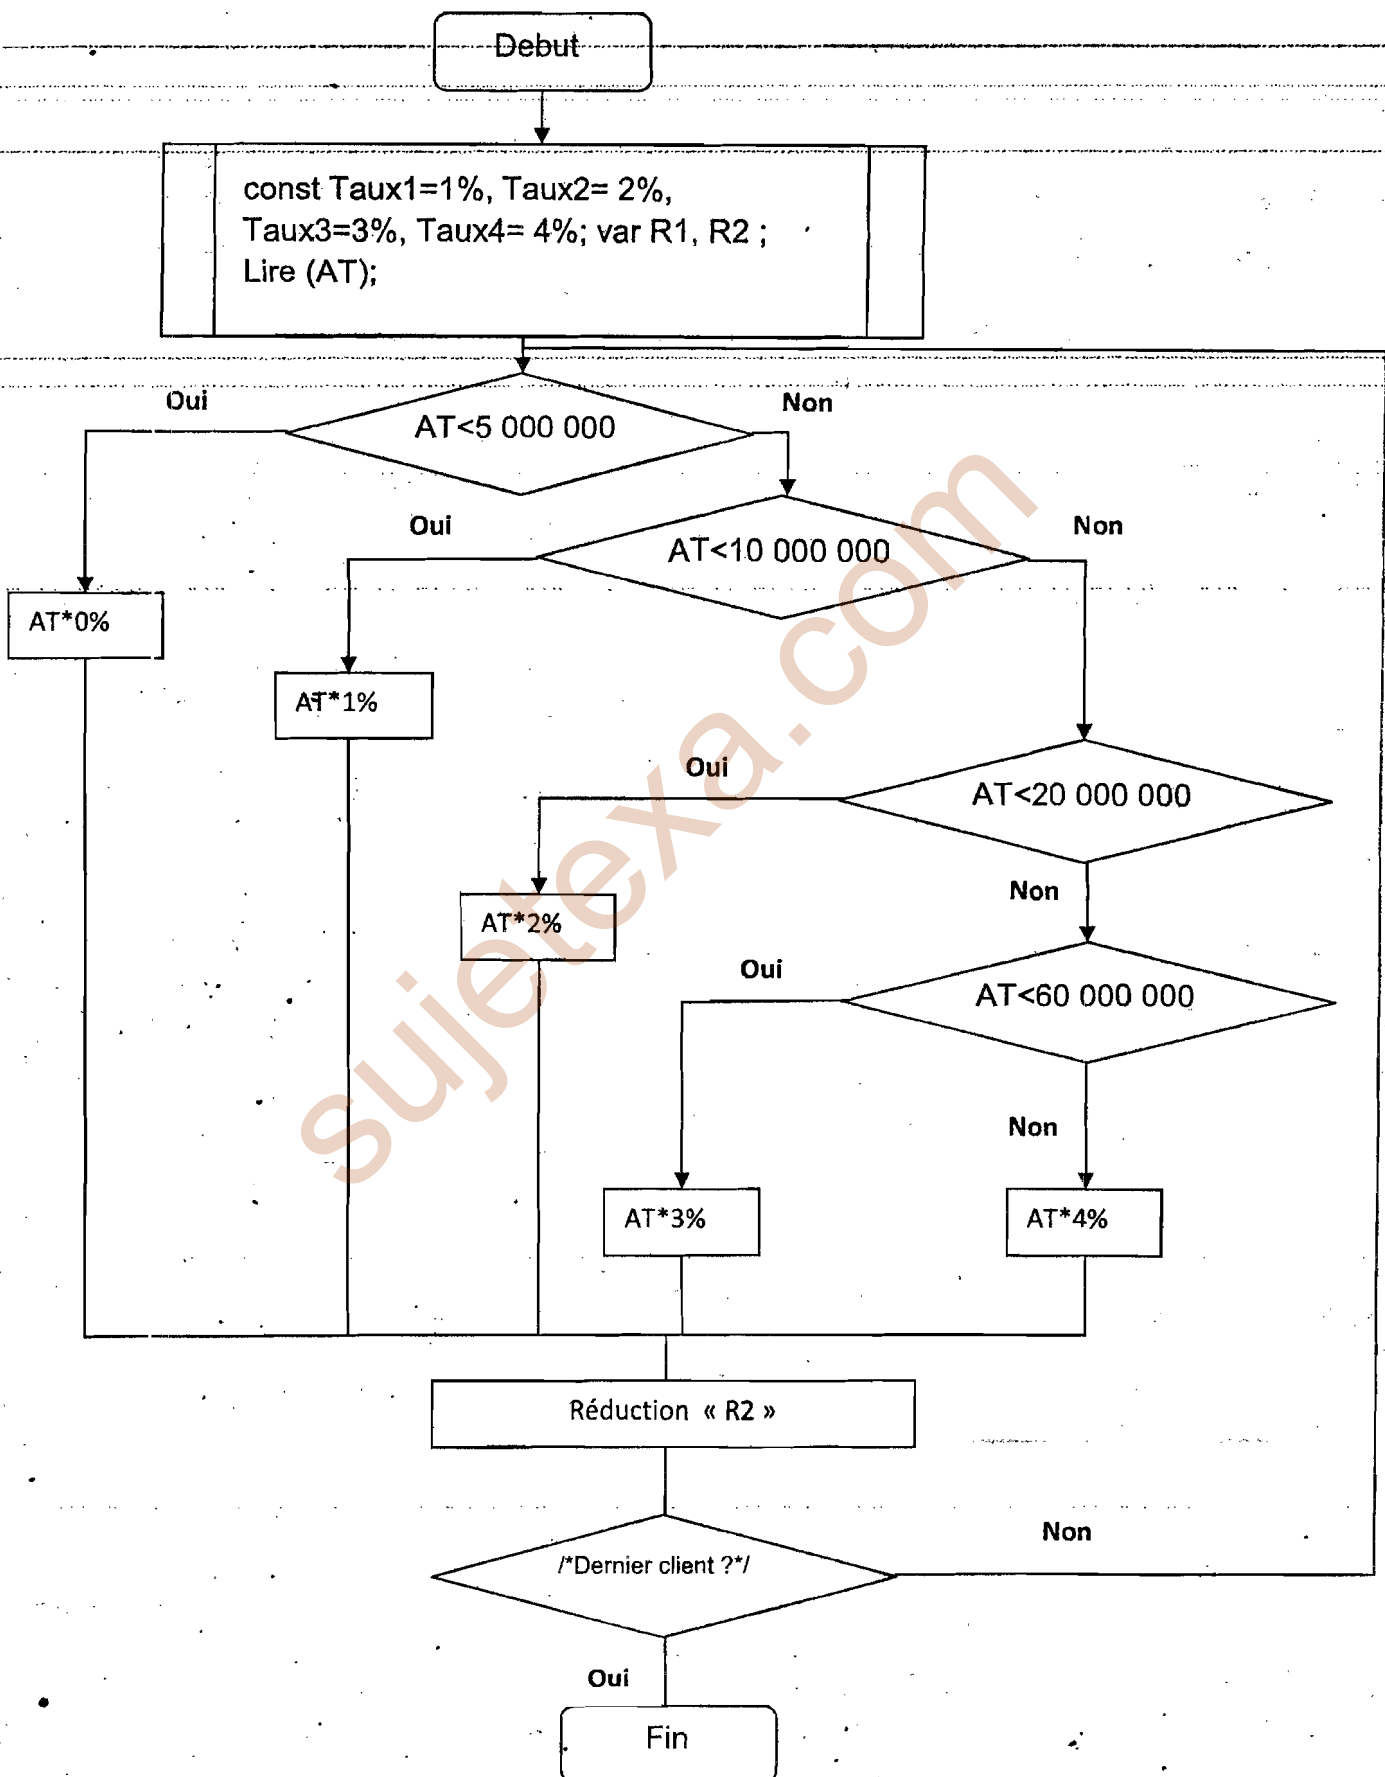 Debut
const Taux1=1%, Taux2= 2%,
Taux3=3%, Taux4= 4%; var R1, R2 ;
Lire (AT);
Oui
Non
AT<5 000 000
Oui
Non
AT<10 000 000
AT*0%
AT*1%
Oui
AT<20 000 000
Non
AT*2%
Oui
AT<60 000 000
Non
AT*3%
AT*4%
Réduction « R2 »
Non
/*Dernier client ?*/
Oui
Fin
sujetexa.com